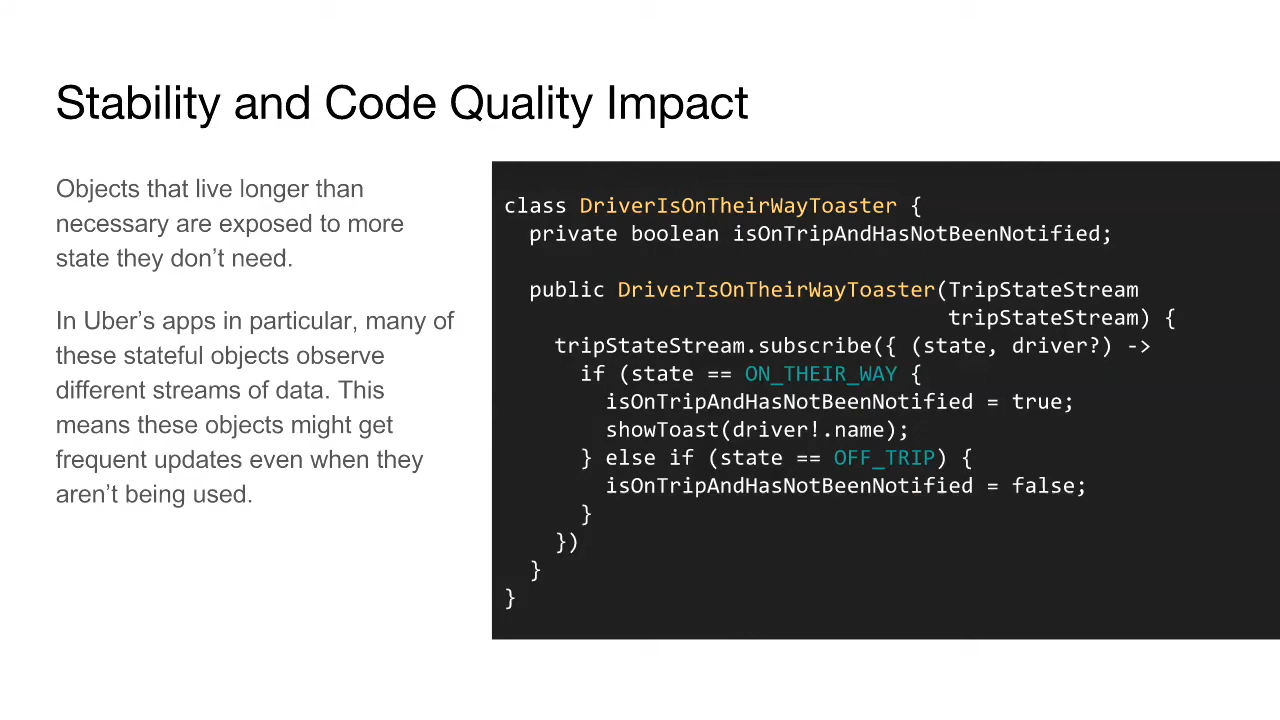 Stability and Code Quality Impact
Objects that live longer than
necessary are exposed to more
state they don’t need.
In Uber’s apps in particular, many of
these stateful objects observe
different streams of data. This
means these objects might get
frequent updates even when they
aren’t being used.
class DriverIsOnTheirWayToaster {
  private boolean isOnTripAndHasNotBeenNotified;
  public DriverIsOnTheirWayToaster(TripStateStream
                                   tripStateStream) {
    tripStateStream.subscribe({ (state, driver?) ->
      if (state == ON_THEIR_WAY {
        isOnTripAndHasNotBeenNotified = true;
        showToast(driver!.name);
      } else if (state == OFF_TRIP) {
        isOnTripAndHasNotBeenNotified = false;
      }
    })
  }
}